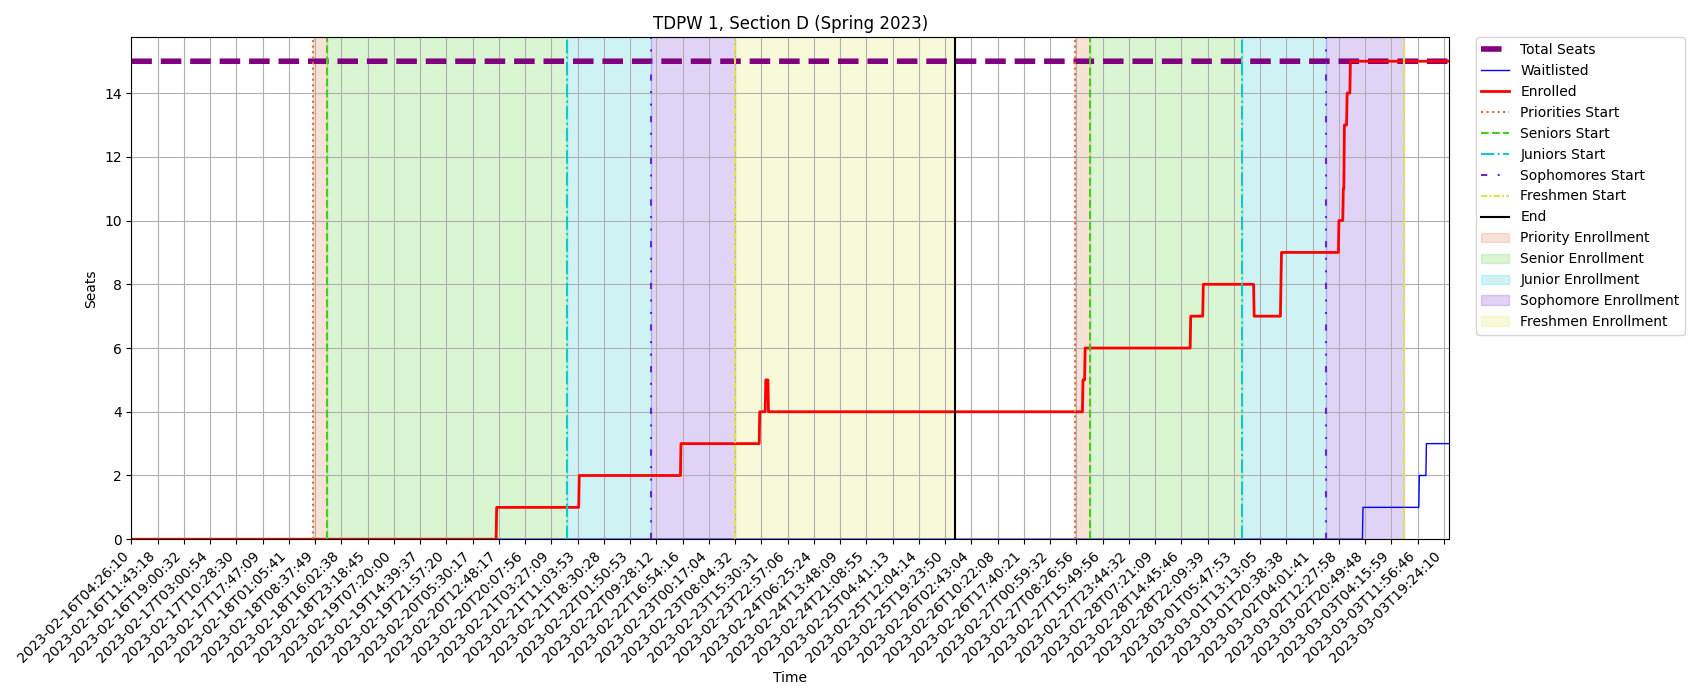 TDPW 1, Section D (Spring 2023)
Seats
14
12
10
8
6
4
2
0
2023-02-16T04:26:10
2023-02-16T11:43:18
2023-02-16T19:00:32
2023-02-17T03:00:54
2023-02-17T10:28:30
2023-02-17T17:47:09
2023-02-18T01:05:41
2023-02-18T08:37:49
2023-02-18T16:02:38
2023-02-18T23:18:45
2023-02-19T07:20:00
2023-02-19T14:39:37
2023-02-19T21:57:20
2023-02-20T05:30:17
2023-02-20T12:48:17
2023-02-20T20:07:56
2023-02-21T03:27:09
2023-02-21T11:03:53
2023-02-21T18:30:28
2023-02-22T01:50:53
2023-02-22T09:28:12
2023-02-22T16:54:16
2023-02-23T00:17:04
2023-02-23T08:04:32
2023-02-23T15:30:31
2023-02-23T22:57:06
2023-02-24T06:25:24
2023-02-24T13:48:09
2023-02-24T21:08:55
2023-02-25T04:41:13
2023-02-25T12:04:14
2023-02-25T19:23:50
2023-02-26T02:43:04
2023-02-26T10:22:08
2023-02-26T17:40:21
2023-02-27T00:59:32
2023-02-27T08:26:56
2023-02-27T15:49:56
2023-02-27T23:44:32
2023-02-28T07:21:09
2023-02-28T14:45:46
2023-02-28T22:09:39
2023-03-01T05:47:53
2023-03-01T13:13:05
2023-03-01T20:38:38
2023-03-02T04:01:41
2023-03-02T12:27:58
2023-03-02T20:49:48
2023-03-03T04:15:59
2023-03-03T11:56:46
2023-03-03T19:24:10
Time
Total Seats
Waitlisted
Enrolled
Priorities Start
Seniors Start
Juniors Start
Sophomores Start
Freshmen Start
End
Priority Enrollment
Senior Enrollment
Junior Enrollment
Sophomore Enrollment
Freshmen Enrollment